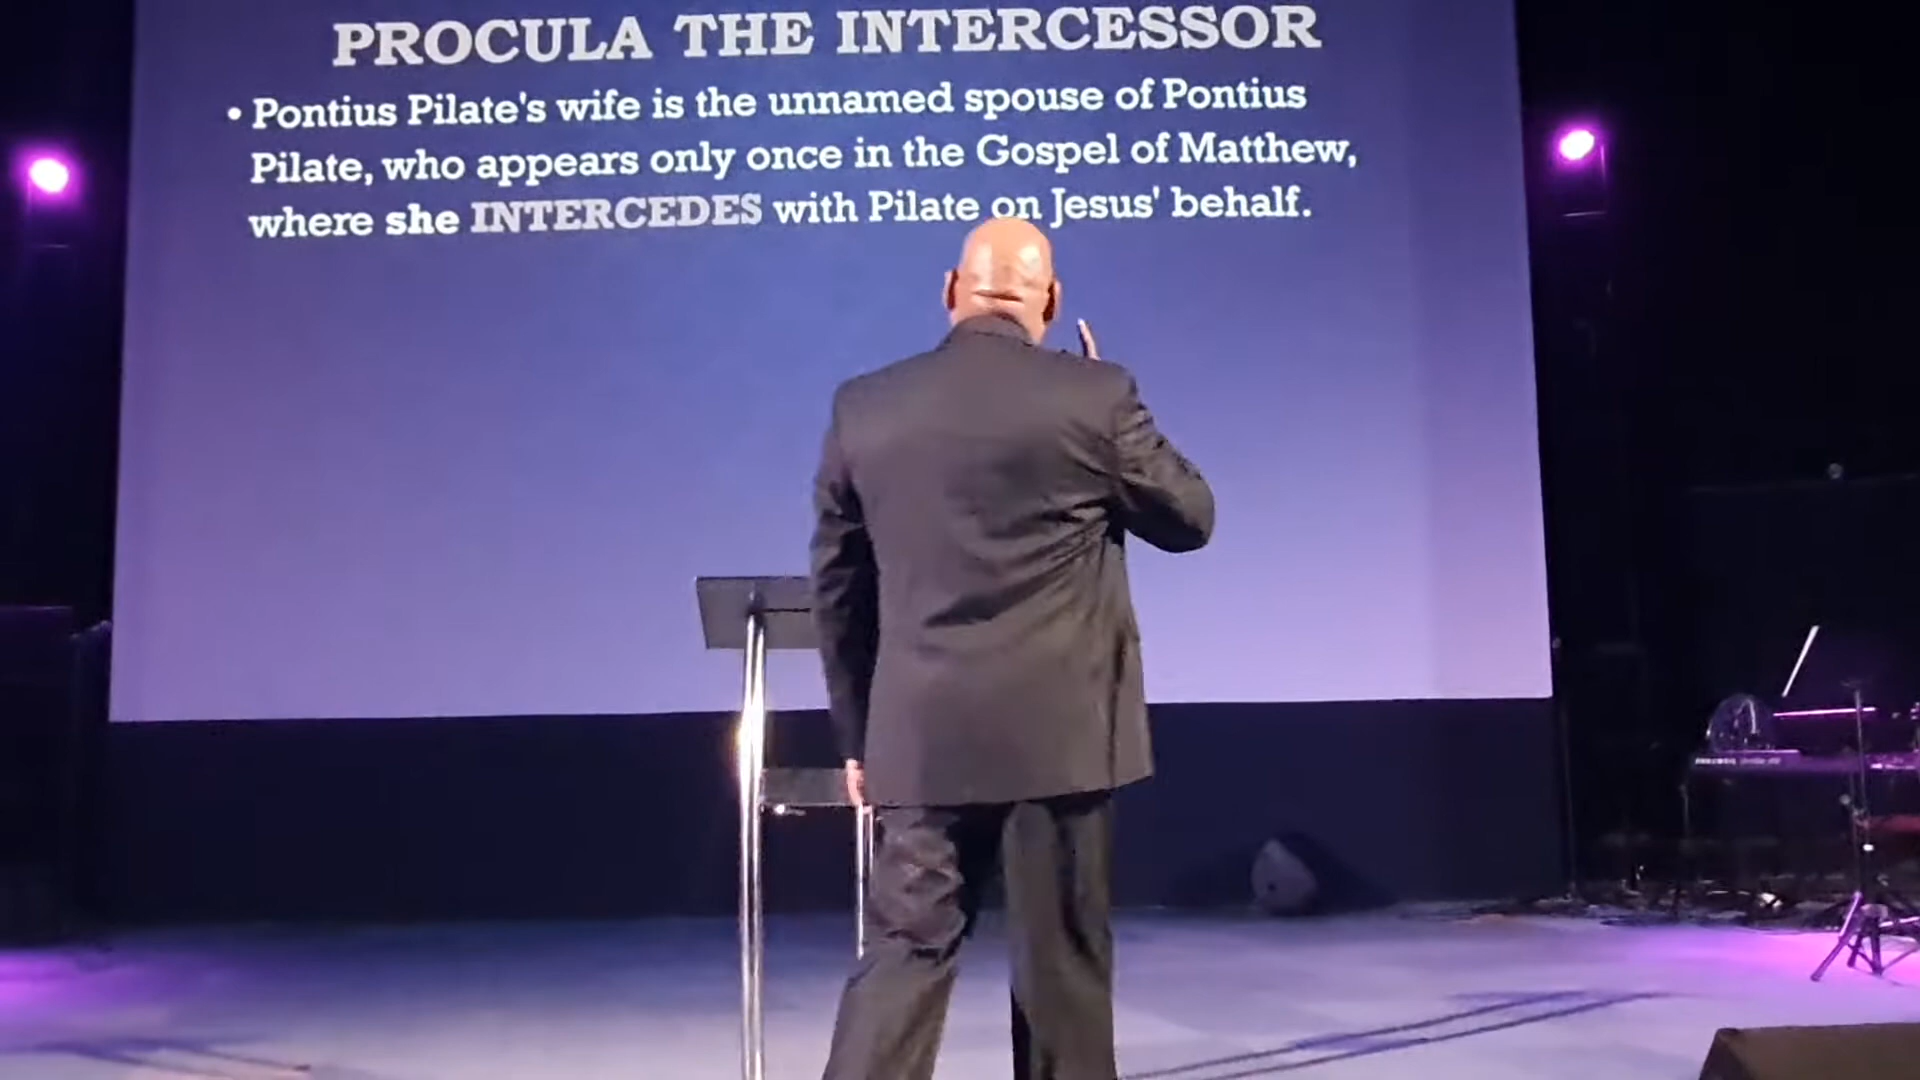 PROCULA THE INTERCESSOR
• Pontius Pilate's wife is the unnamed spouse of Pontius
Pilate, who appears only once in the Gospel of Matthew,
where she INTERCEDES with Pilate on Jesus' behalf.
KURZWEIL